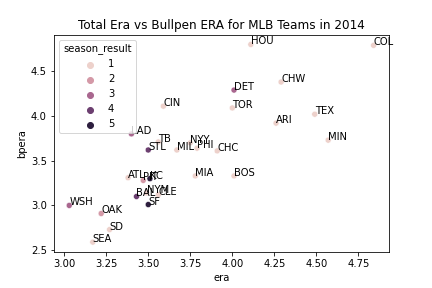 Total Era vs Bullpen ERA for MLB Teams in 2014
HOU
COL
season_result
1
2
3
4
5
4.5
CHW
DET
CIN
TOR
TEX
ARI
4.0
LAD
MIN
TB
NYY
PHI
STL
MIL
CHC
3.5
ATL
KC
MIA
BOS
NYM
CLE
BAL
WSH
SF
3.0
OAK
SD
SEA
2.5
bpera
3.00
3.25
3.50
3.75
4.00
4.25
4.50
4.75
era